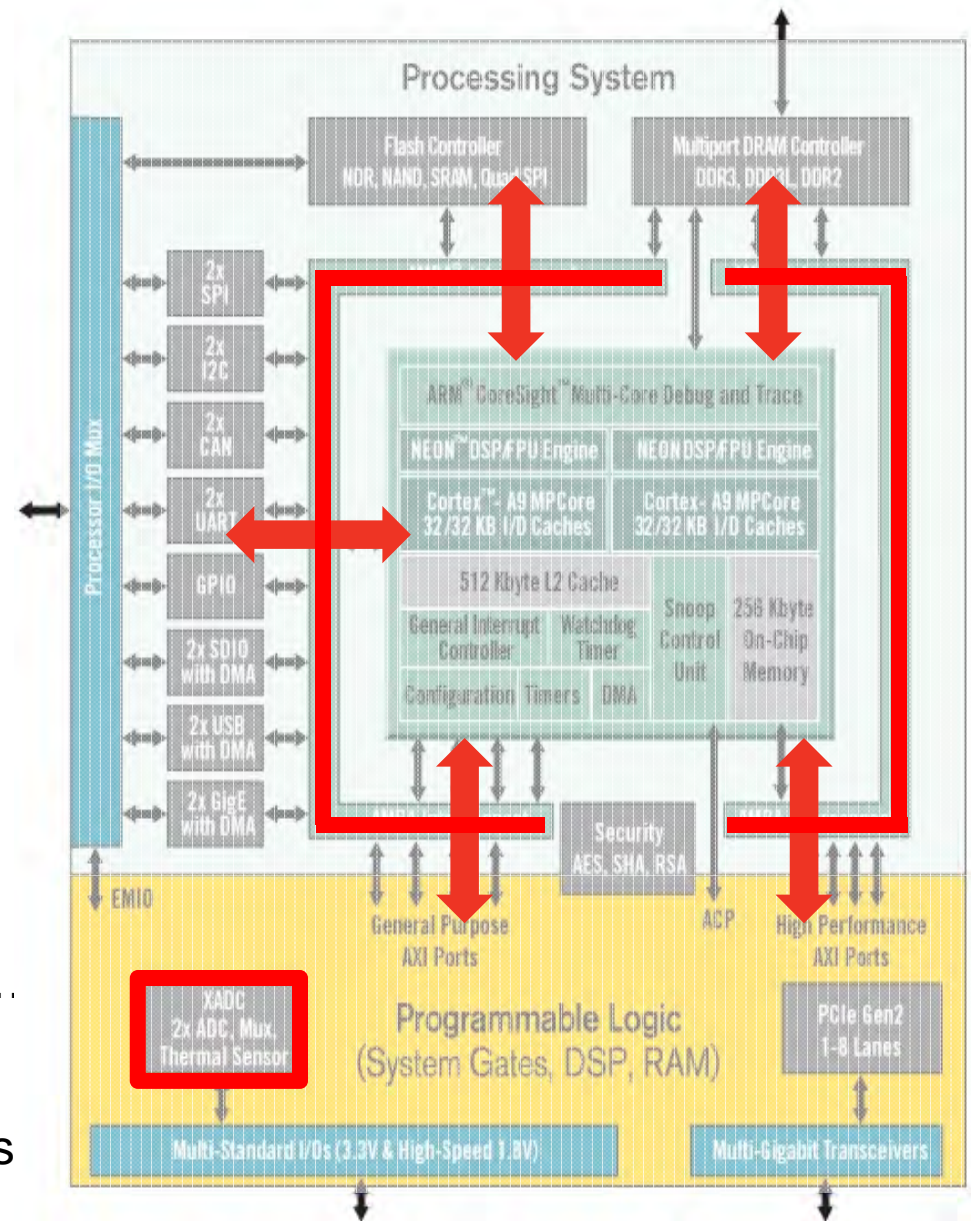 Processing System
Flash Controller
NOR, NAND, SRAM, Quad SPI
Multiport DRAM Controller
DDR3, DDR3L, DDR2
Processor I/O Mux
2x
SPI
2x
I2C
2x
CAN
2x
UART
GPIO
2x SDIO
with DMA
2x USB
with DMA
2x GigE
with DMA
ARM® CoreSight™ Multi-Core Debug and Trace
NEON™ DSP/FPU Engine
NEON DSP/FPU Engine
Cortex™- A9 MPCore
32/32 KB I/D Caches
Cortex- A9 MPCore
32/32 KB I/D Caches
512 Kbyte L2 Cache
General Interrupt
Controller
Watchdog
Timer
Configuration
Timers
DMA
Snoop
Control
Unit
256 Kbyte
On-Chip
Memory
Security
AES, SHA, RSA
EMIO
General Purpose
AXI Ports
ACP
High Performance
AXI Ports
XADC
2x ADC, Mux,
Thermal Sensor
Programmable Logic
(System Gates, DSP, RAM)
PCIe Gen2
1-8 Lanes
s
Multi-Standard I/Os (3.3V & High-Speed 1.8V)
Multi-Gigabit Transceivers